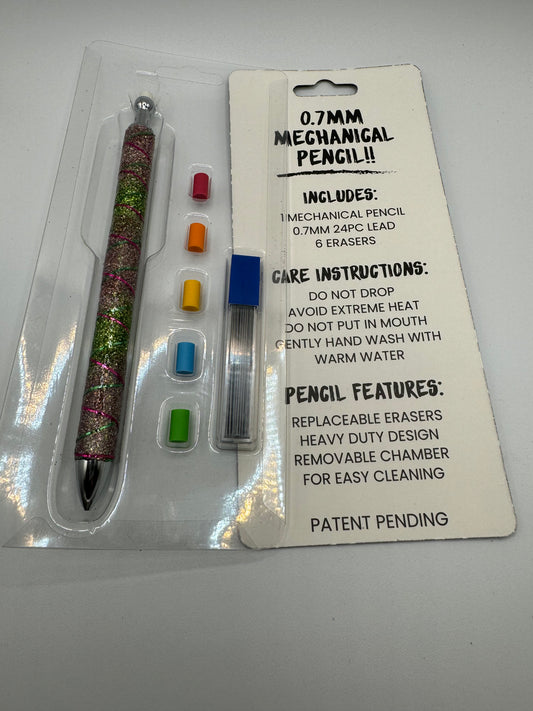 0.7MM
MECHANICAL
PENCIL!!
INCLUDES:
1 MECHANICAL PENCIL
0.7MM 24PC LEAD
6 ERASERS
CARE INSTRUCTIONS:
DO NOT DROP
AVOID EXTREME HEAT
DO NOT PUT IN MOUTH
GENTLY HAND WASH WITH
WARM WATER
PENCIL FEATURES:
REPLACEABLE ERASERS
HEAVY DUTY DESIGN
REMOVABLE CHAMBER
FOR EASY CLEANING
PATENT PENDING